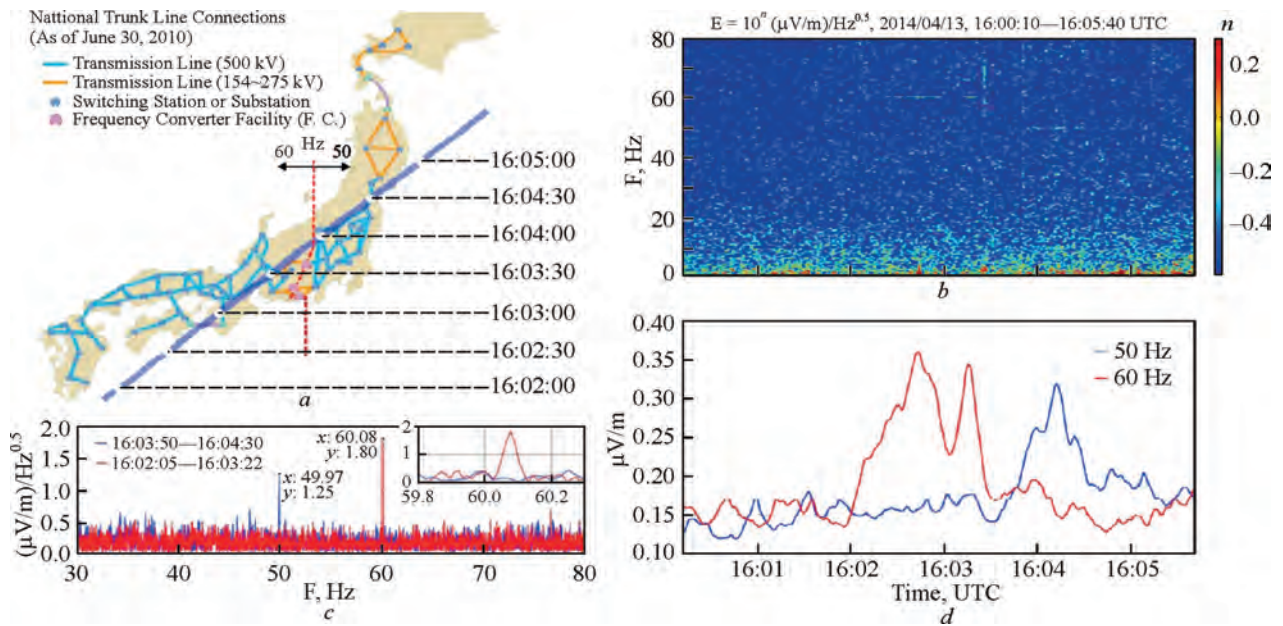 Nattional Trunk Line Connections
(As of June 30, 2010)
Transmission Line (500 kV)
Transmission Line (154~275 kV)
Switching Station or Substation
Frequency Converter Facility (F. C.)
Hz
60 50
16:05:00
16:04:30
16:04:00
16:03:30
16:03:00
16:02:30
16:02:00
a
E = 10ⁿ (μV/m)/Hz⁰·⁵, 2014/04/13, 16:00:10—16:05:40 UTC
n
80
60
40
20
0
F, Hz
0.2
0.0
−0.2
−0.4
b
2.0
1.5
1.0
0.5
0.0
(μV/m)/Hz⁰·⁵
16:03:50—16:04:30
16:02:05—16:03:22
x: 49.97
y: 1.25
x: 60.08
y: 1.80
2
1
0
59.8 60.0 60.2
30 40 50 60 70 80
F, Hz
c
0.40
0.35
0.30
0.25
0.20
0.15
0.10
μV/m
50 Hz
60 Hz
16:01 16:02 16:03 16:04 16:05
Time, UTC
d